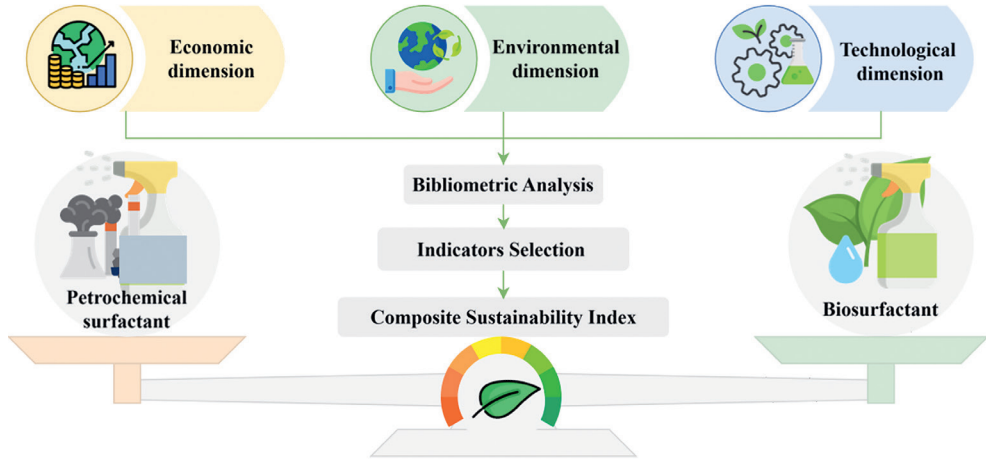 Economic
dimension
Environmental
dimension
Technological
dimension
Bibliometric Analysis
Indicators Selection
Composite Sustainability Index
Petrochemical
surfactant
Biosurfactant